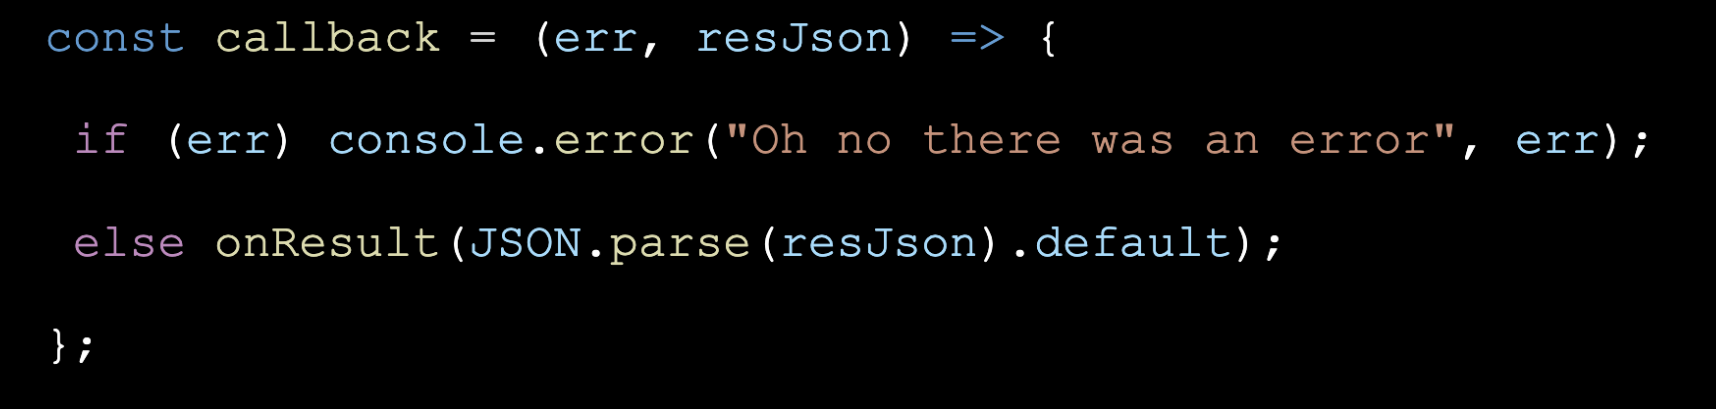 const callback = (err, resJson) => {
if (err) console.error("Oh no there was an error", err);
else onResult(JSON.parse(resJson).default);
};